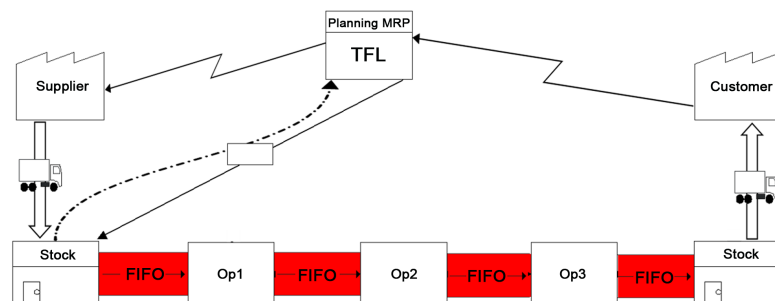 Planning MRP
TFL
Supplier
Customer
Stock
FIFO
Op1
FIFO
Op2
FIFO
Op3
FIFO
Stock